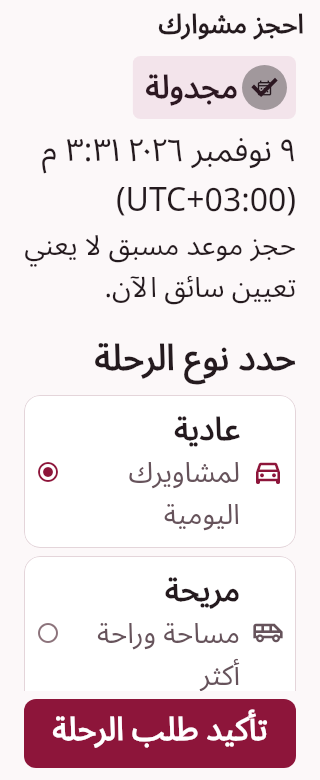 احجز مشوارك
مجدولة
٩ نوفمبر ٢٠٢٦ ٣:٣١ م
(UTC+03:00)
حجز موعد مسبق لا يعني
تعيين سائق الآن.
حدد نوع الرحلة
عادية
لمشاويرك
اليومية
مريحة
مساحة وراحة
أكثر
تأكيد طلب الرحلة